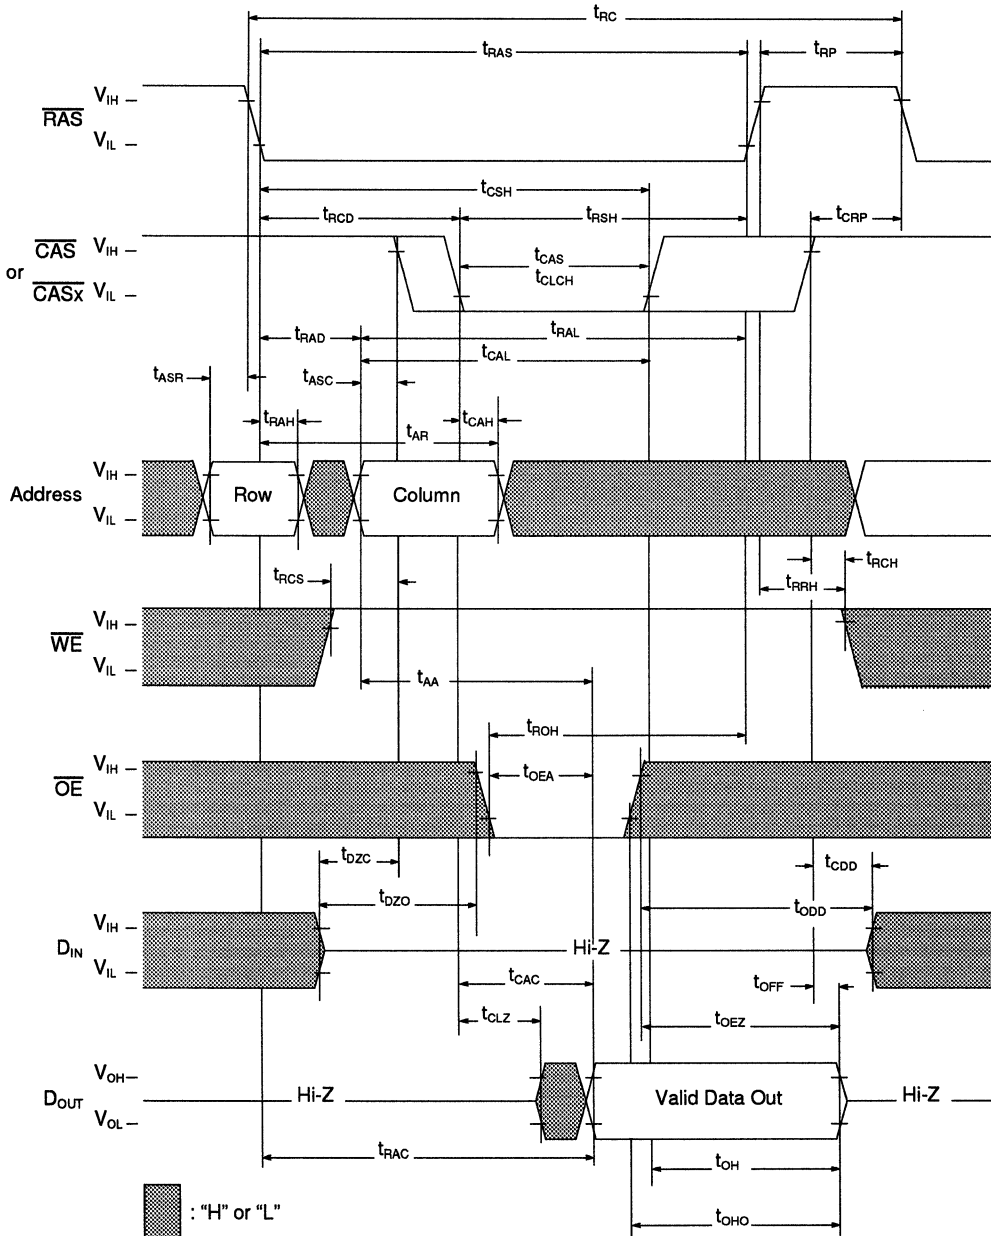 tRC
tRAS
tRP
RAS
VIH
VIL
tCSH
tRCD
tRSH
tCRP
CAS
or
CASx
VIH
VIL
tCAS
tCLCH
tRAD
tRAL
tCAL
tASR
tASC
tRAH
tCAH
tAR
Address
VIH
VIL
Row
Column
tRCS
tRCH
tRRH
WE
VIH
VIL
tAA
tROH
OE
VIH
VIL
tOEA
tDZC
tCDD
tDZO
tODD
DIN
VIH
VIL
Hi-Z
tCAC
tOFF
tCLZ
tOEZ
DOUT
VOH
VOL
Hi-Z
Valid Data Out
Hi-Z
tRAC
tOH
tOHO
: “H” or “L”